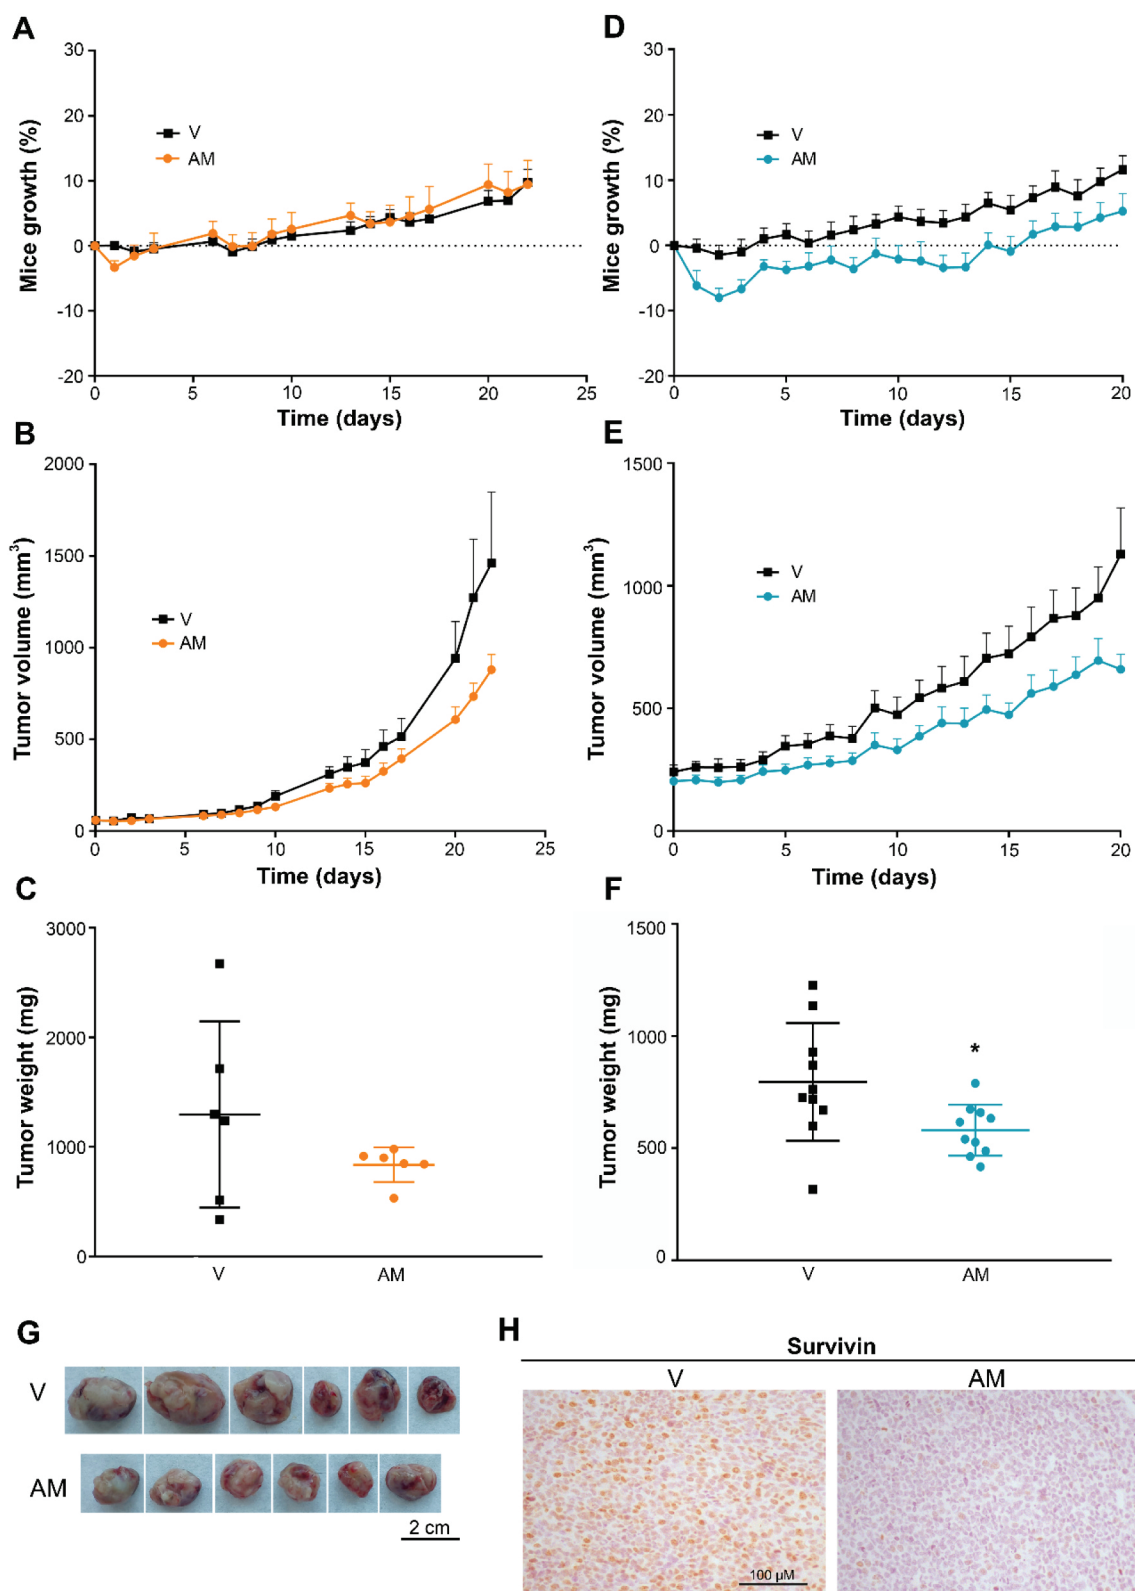 A
30
20
10
0
-10
-20
Mice growth (%)
V
AM
0 5 10 15 20 25
Time (days)
D
30
20
10
0
-10
-20
Mice growth (%)
V
AM
0 5 10 15 20
Time (days)
B
2000
1500
1000
500
0
Tumor volume (mm³)
V
AM
0 5 10 15 20 25
Time (days)
E
1500
1000
500
0
Tumor volume (mm³)
V
AM
0 5 10 15 20
Time (days)
C
3000
2000
1000
0
Tumor weight (mg)
V AM
F
1500
1000
500
0
Tumor weight (mg)
*
V AM
G
V
AM
2 cm
H
Survivin
V AM
100 µM